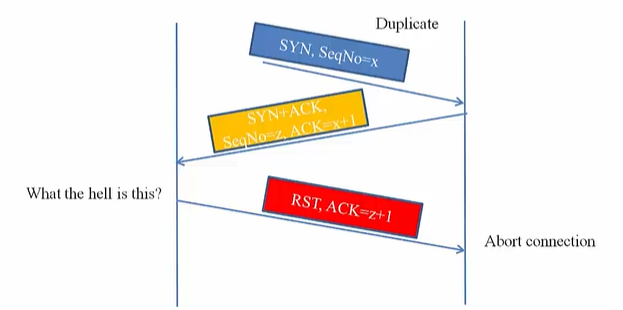 Duplicate
SYN, SeqNo=x
SYN+ACK,
SeqNo=z, ACK=x+1
What the hell is this?
RST, ACK=z+1
Abort connection